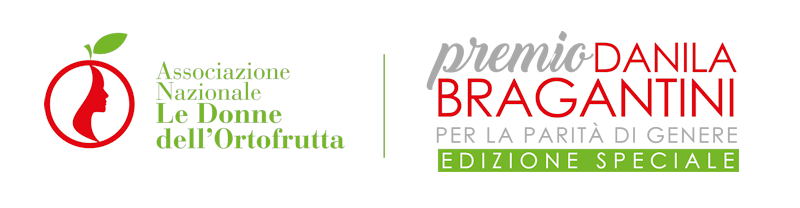 Associazione
Nazionale
Le Donne
dell'Ortofrutta
premio DANILA
BRAGANTINI
PER LA PARITÀ DI GENERE
EDIZIONE SPECIALE